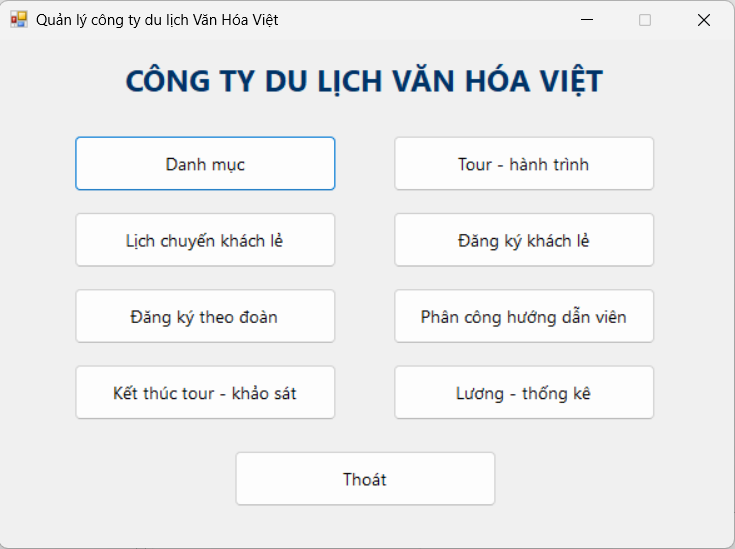 Quản lý công ty du lịch Văn Hóa Việt
CÔNG TY DU LỊCH VĂN HÓA VIỆT
Danh mục
Tour - hành trình
Lịch chuyến khách lẻ
Đăng ký khách lẻ
Đăng ký theo đoàn
Phân công hướng dẫn viên
Kết thúc tour - khảo sát
Lương - thống kê
Thoát